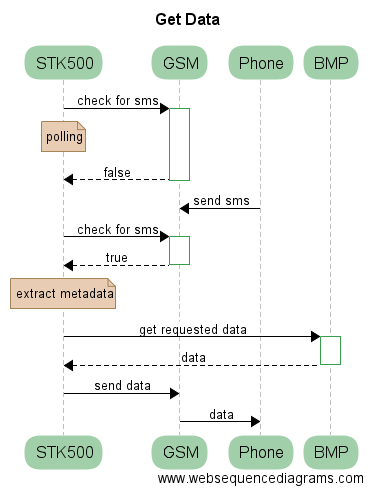 Get Data
STK500 GSM Phone BMP
check for sms
polling
false
send sms
check for sms
true
extract metadata
get requested data
data
send data
data
STK500 GSM Phone BMP
www.websequencediagrams.com